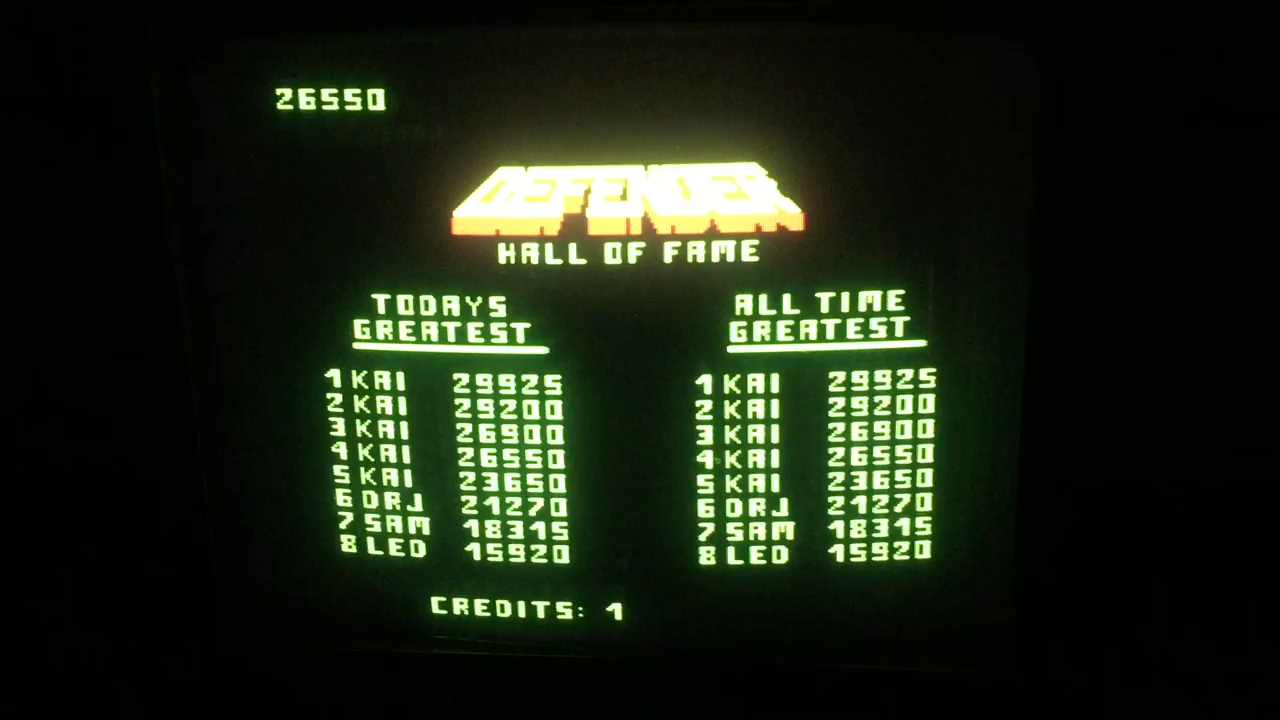 26550
DEFENDER
HALL OF FAME
TODAYS
GREATEST
1 KAI 29925
2 KAI 29200
3 KAI 26900
4 KAI 26550
5 KAI 23650
6 DRJ 21270
7 SAM 18315
8 LED 15920
ALL TIME
GREATEST
1 KAI 29925
2 KAI 29200
3 KAI 26900
4 KAI 26550
5 KAI 23650
6 DRJ 21270
7 SAM 18315
8 LED 15920
CREDITS: 1